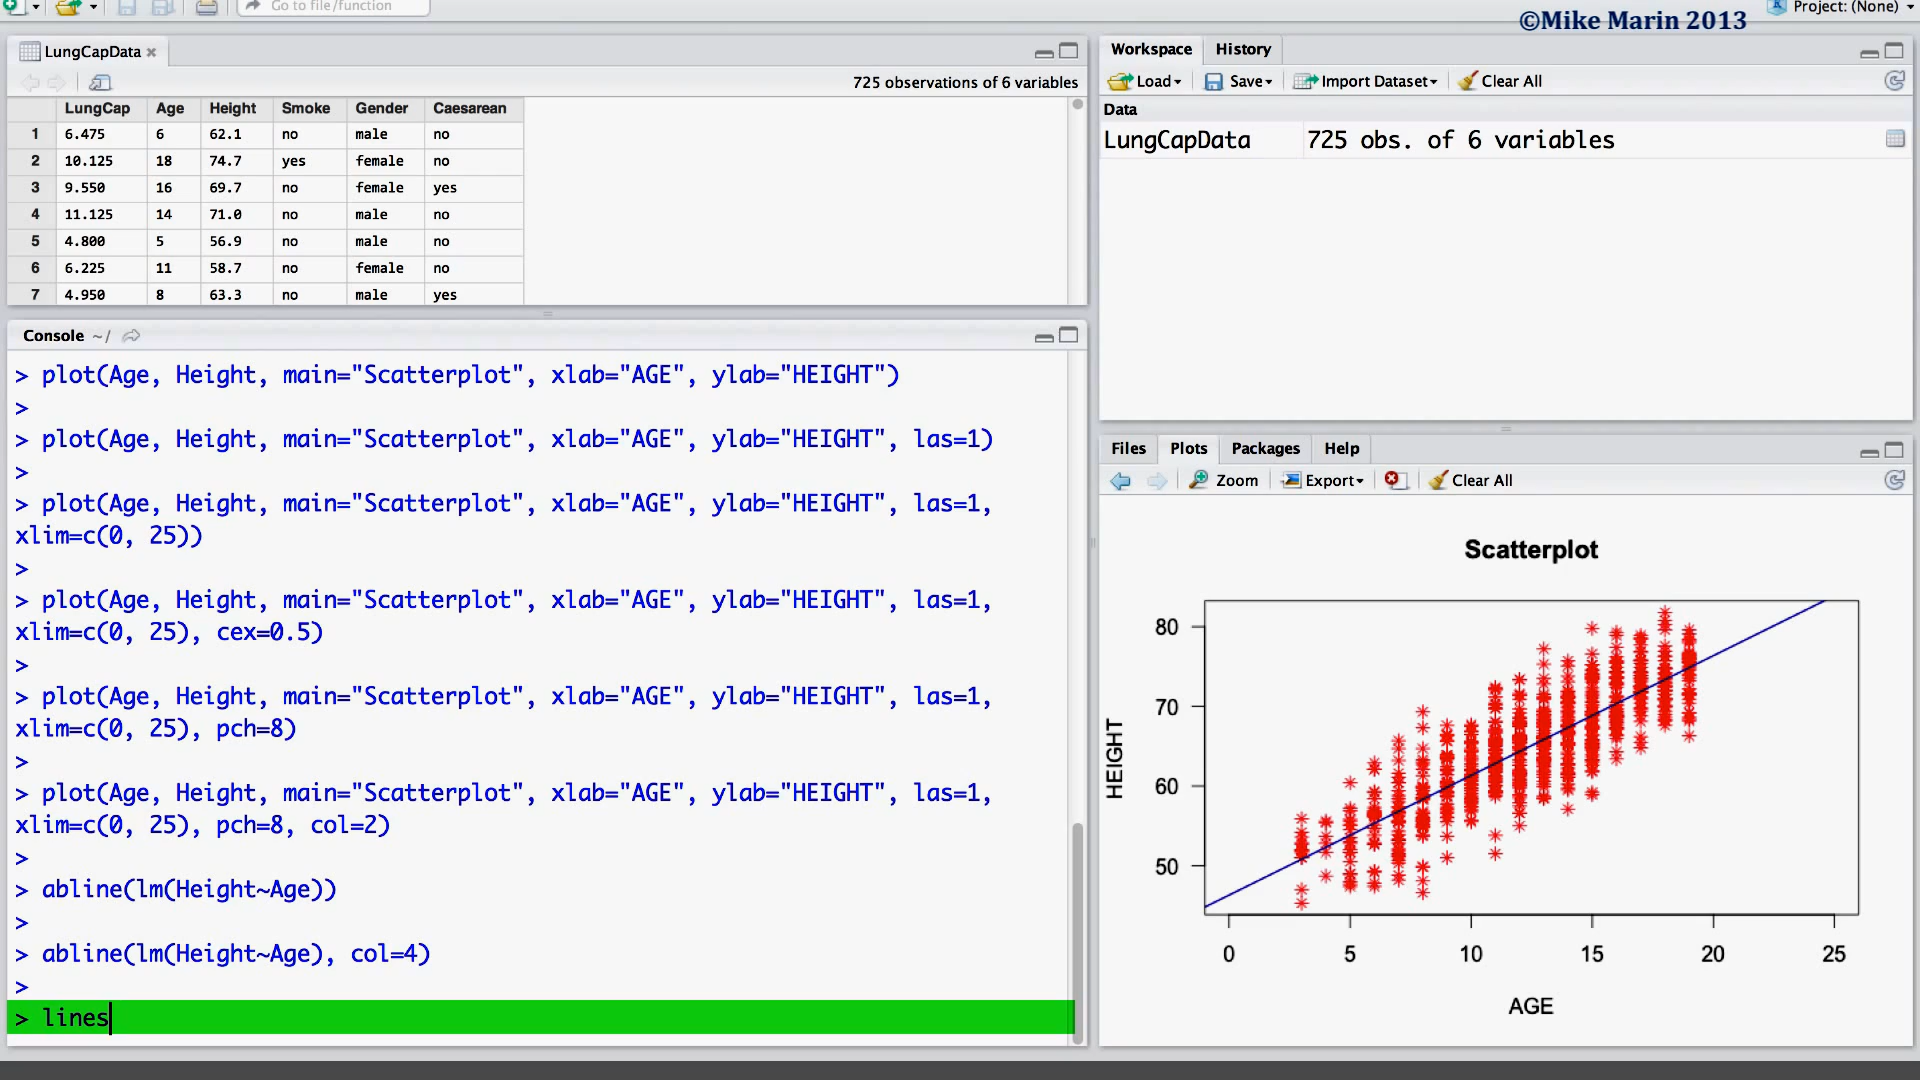 Go to file/function
Project: (None)
©Mike Marin 2013
LungCapData
725 observations of 6 variables
LungCap Age Height Smoke Gender Caesarean
1 6.475 6 62.1 no male no
2 10.125 18 74.7 yes female no
3 9.550 16 69.7 no female yes
4 11.125 14 71.0 no male no
5 4.800 5 56.9 no male no
6 6.225 11 58.7 no female no
7 4.950 8 63.3 no male yes
Console ~/
> plot(Age, Height, main="Scatterplot", xlab="AGE", ylab="HEIGHT")
>
> plot(Age, Height, main="Scatterplot", xlab="AGE", ylab="HEIGHT", las=1)
>
> plot(Age, Height, main="Scatterplot", xlab="AGE", ylab="HEIGHT", las=1,
xlim=c(0, 25))
>
> plot(Age, Height, main="Scatterplot", xlab="AGE", ylab="HEIGHT", las=1,
xlim=c(0, 25), cex=0.5)
>
> plot(Age, Height, main="Scatterplot", xlab="AGE", ylab="HEIGHT", las=1,
xlim=c(0, 25), pch=8)
>
> plot(Age, Height, main="Scatterplot", xlab="AGE", ylab="HEIGHT", las=1,
xlim=c(0, 25), pch=8, col=2)
>
> abline(lm(Height~Age))
>
> abline(lm(Height~Age), col=4)
>
> lines
Workspace History
Load Save Import Dataset Clear All
Data
LungCapData 725 obs. of 6 variables
Files Plots Packages Help
Zoom Export Clear All
Scatterplot
80
70
60
50
HEIGHT
0 5 10 15 20 25
AGE